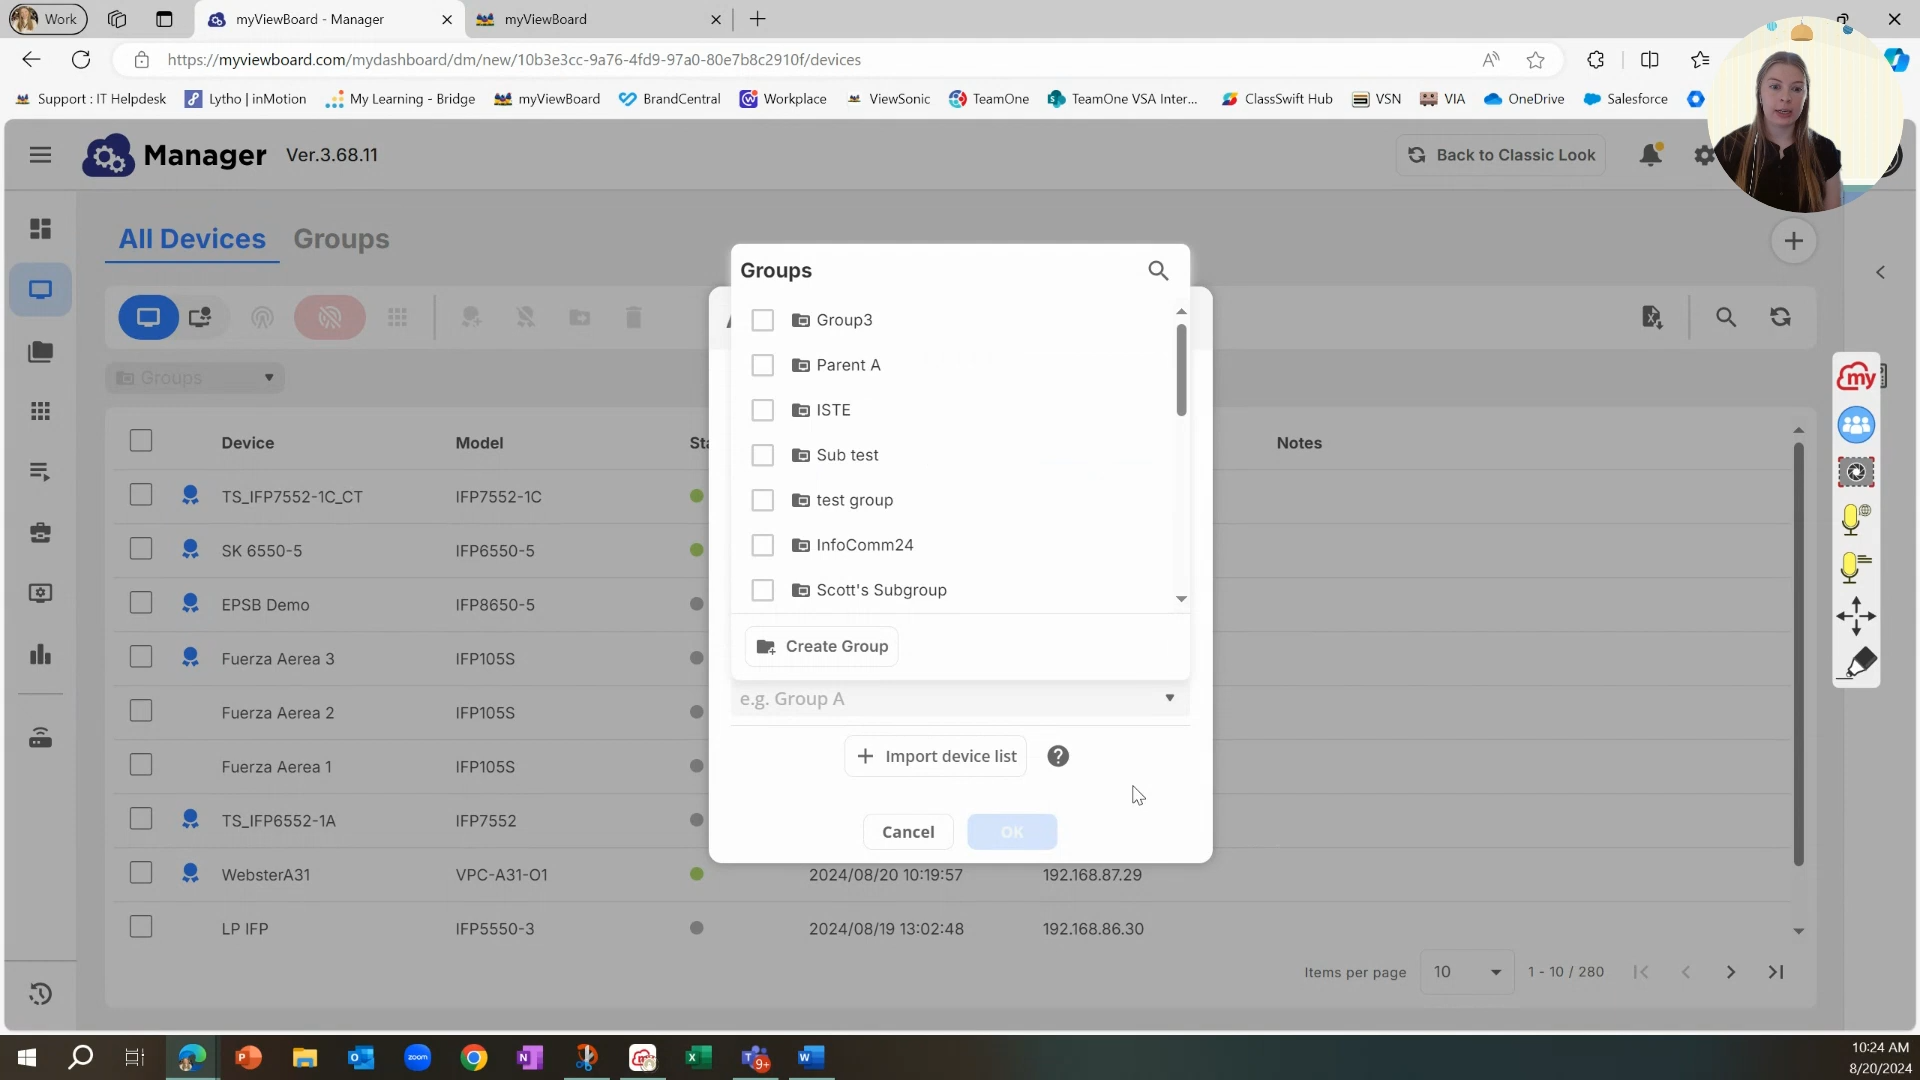 Work
myViewBoard - Manager
myViewBoard
https://myviewboard.com/mydashboard/dm/new/10b3e3cc-9a76-4fd9-97a0-80e7b8c2910f/devices
Support : IT Helpdesk
Lytho | inMotion
My Learning - Bridge
myViewBoard
BrandCentral
Workplace
ViewSonic
TeamOne
TeamOne VSA Inter...
ClassSwift Hub
VSN
VIA
OneDrive
Salesforce
Manager Ver.3.68.11
Back to Classic Look
All Devices
Groups
Groups
Groups
Group3
Parent A
ISTE
Sub test
test group
InfoComm24
Scott's Subgroup
Create Group
e.g. Group A
Import device list
Cancel
OK
Device Model Sta Notes
TS_IFP7552-1C_CT IFP7552-1C
SK 6550-5 IFP6550-5
EPSB Demo IFP8650-5
Fuerza Aerea 3 IFP105S
Fuerza Aerea 2 IFP105S
Fuerza Aerea 1 IFP105S
TS_IFP6552-1A IFP7552
WebsterA31 VPC-A31-O1 2024/08/20 10:19:57 192.168.87.29
LP IFP IFP5550-3 2024/08/19 13:02:48 192.168.86.30
Items per page 10 1 - 10 / 280
my
zoom
9+
10:24 AM
8/20/2024